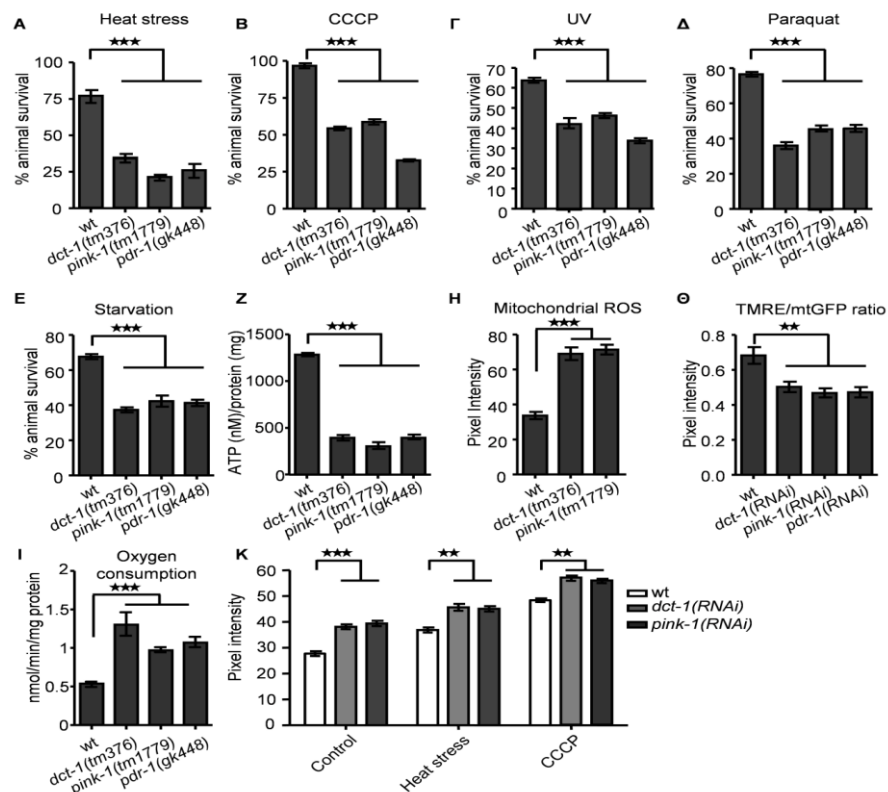 A Heat stress
★★★
% animal survival
100
75
50
25
0
wt
dct-1(tm376)
pink-1(tm1779)
pdr-1(gk448)
B CCCP
★★★
% animal survival
100
75
50
25
0
wt
dct-1(tm376)
pink-1(tm1779)
pdr-1(gk448)
Γ UV
★★★
% animal survival
70
60
50
40
30
20
10
0
wt
dct-1(tm376)
pink-1(tm1779)
pdr-1(gk448)
Δ Paraquat
★★★
% animal survival
80
60
40
20
0
wt
dct-1(tm376)
pink-1(tm1779)
pdr-1(gk448)
E Starvation
★★★
% animal survival
80
60
40
20
0
wt
dct-1(tm376)
pink-1(tm1779)
pdr-1(gk448)
Z
★★★
ATP (nM)/protein (mg)
1500
1000
500
0
wt
dct-1(tm376)
pink-1(tm1779)
pdr-1(gk448)
H Mitochondrial ROS
★★★
Pixel Intensity
100
80
60
40
20
0
wt
dct-1(tm376)
pink-1(tm1779)
Θ TMRE/mtGFP ratio
★★
Pixel intensity
0.8
0.6
0.4
0.2
0.0
wt
dct-1(RNAi)
pink-1(RNAi)
pdr-1(RNAi)
I Oxygen
consumption
★★★
nmol/min/mg protein
2
1.5
1
0.5
0
wt
dct-1(tm376)
pink-1(tm1779)
pdr-1(gk448)
K
★★★
★★
★★
Pixel intensity
60
50
40
30
20
10
0
Control
Heat stress
CCCP
wt
dct-1(RNAi)
pink-1(RNAi)